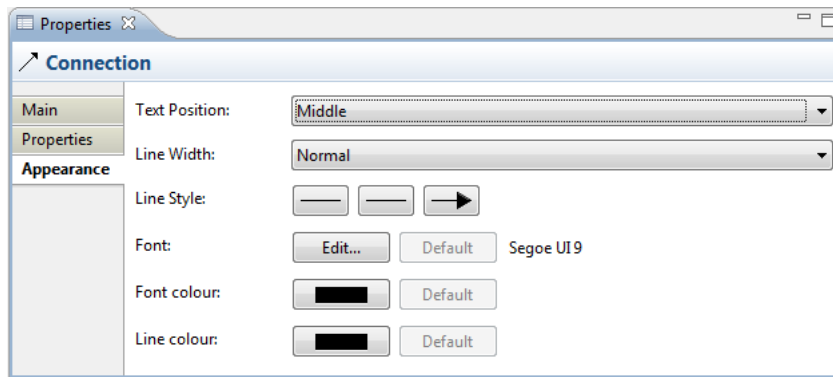 Properties
Connection
Main
Properties
Appearance
Text Position:
Middle
Line Width:
Normal
Line Style:
Font:
Edit...
Default
Segoe UI 9
Font colour:
Default
Line colour:
Default